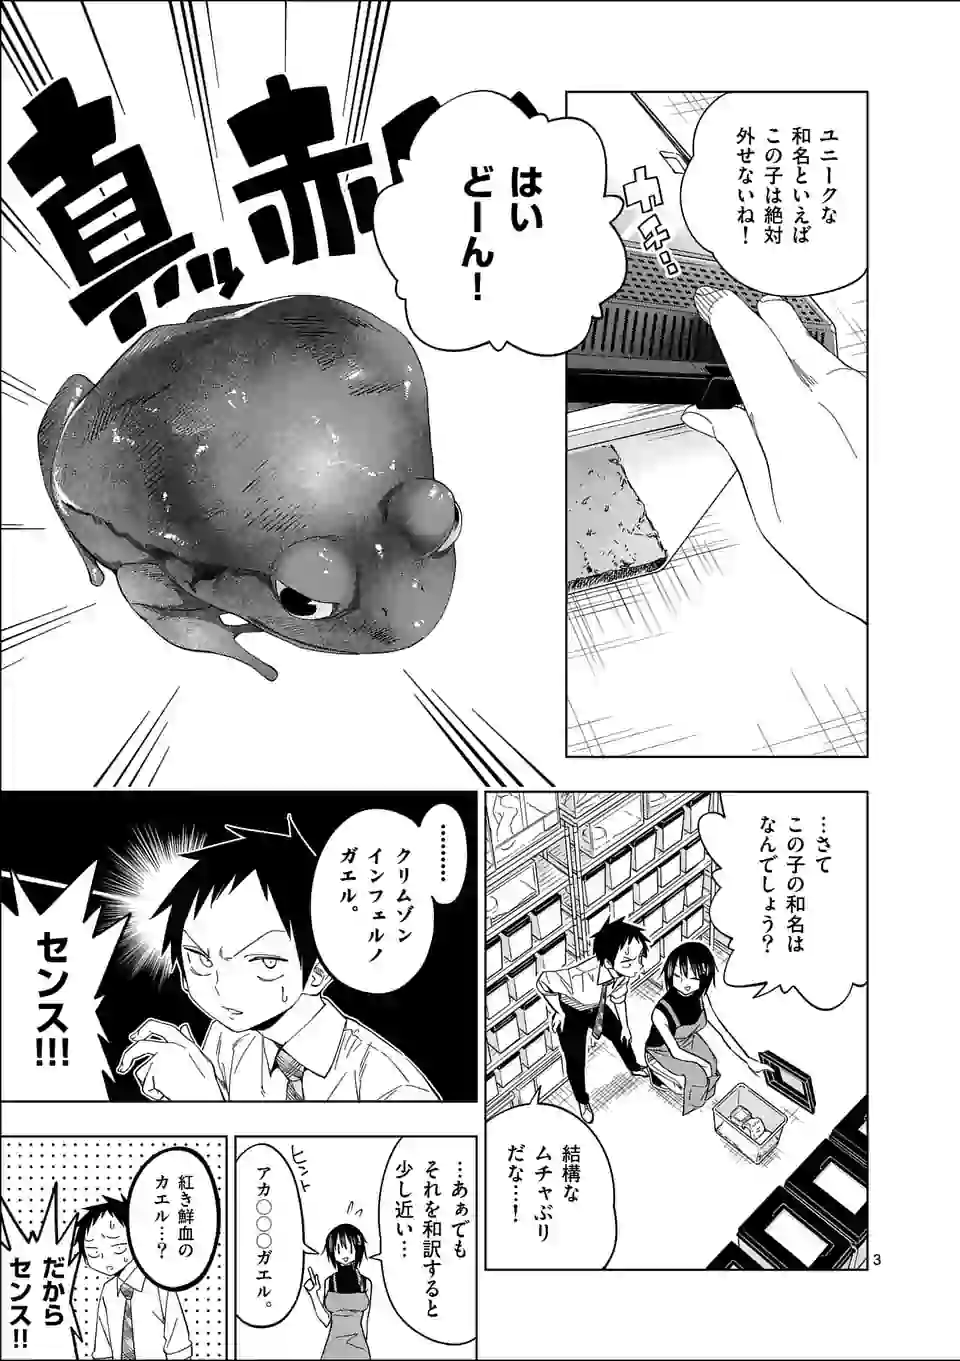 ユニークな
和名といえば
この子は絶対
外せないね！
カチ…
はい
どーん！
真っ赤
…さて
この子の和名は
なんでしょう？
結構な
ムチャぶり
だな…！
………
クリムゾン
インフェルノ
ガエル。
センス!!!
…あぁでも
それを和訳すると
少し近い…
ヒント
アカ〇〇〇ガエル。
紅き鮮血の
カエル…？
だから
センス!!
3